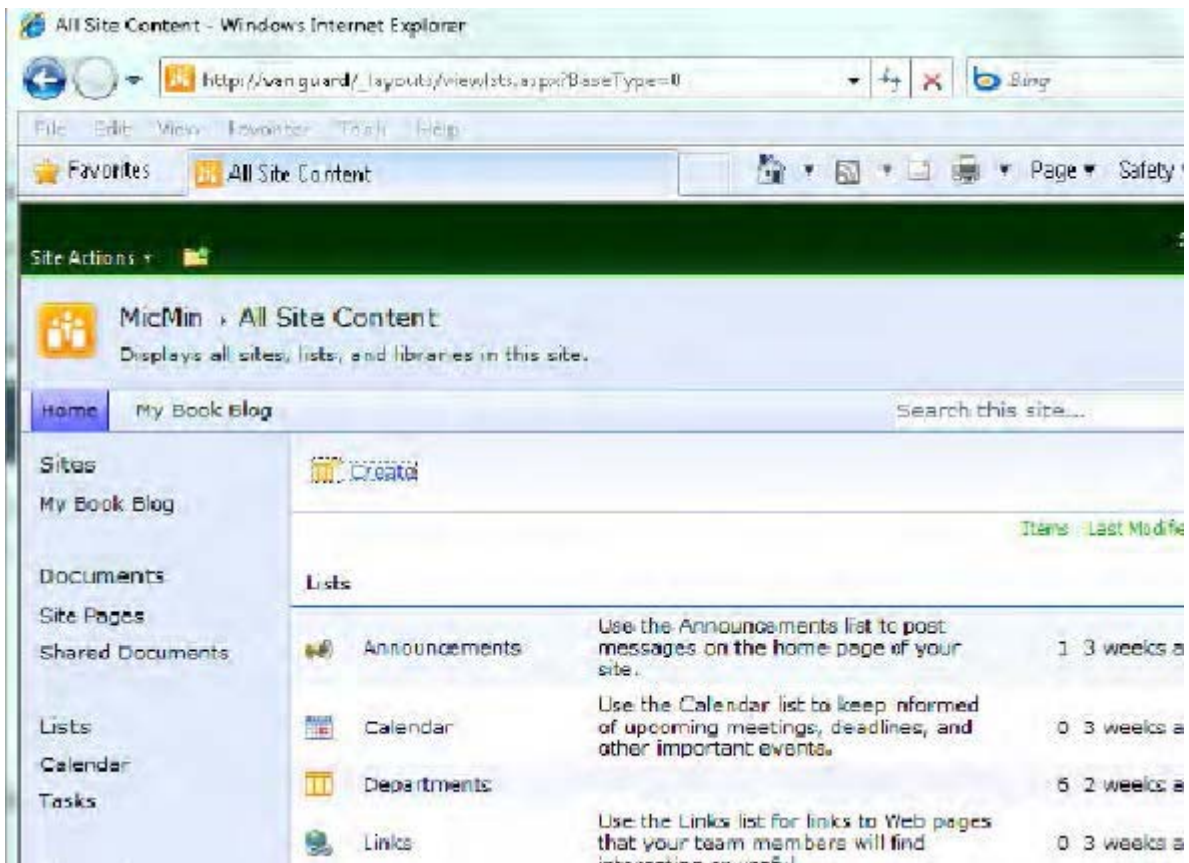 All Site Content - Windows Internet Explorer
http://vanguard/_layouts/viewlsts.aspx?BaseType=0
Bing
File Edit View Favorites Tools Help
Favorites All Site Content Page Safety
Site Actions
MicMin › All Site Content
Displays all sites, lists, and libraries in this site.
Home My Book Blog Search this site...
Sites
My Book Blog
Documents
Site Pages
Shared Documents
Lists
Calendar
Tasks
Create
Items Last Modifie
Lists
Announcements
Use the Announcements list to post
messages on the home page of your
site.
1 3 weeks a
Calendar
Use the Calendar list to keep nformed
of upcoming meetings, deadlines, and
other important events.
0 3 weeks a
Departments
6 2 weeks a
Links
Use the Links list for links to Web pages
that your team members will find
0 3 weeks a